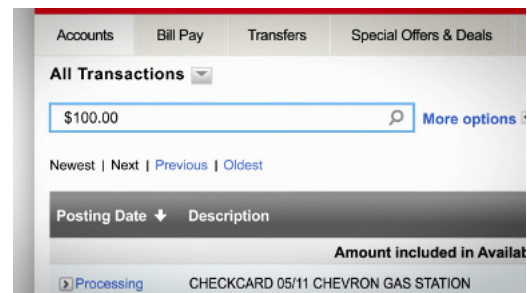 Accounts Bill Pay Transfers Special Offers & Deals
All Transactions
$100.00 More options
Newest | Next | Previous | Oldest
Posting Date Description
Amount included in Availab
Processing CHECKCARD 05/11 CHEVRON GAS STATION